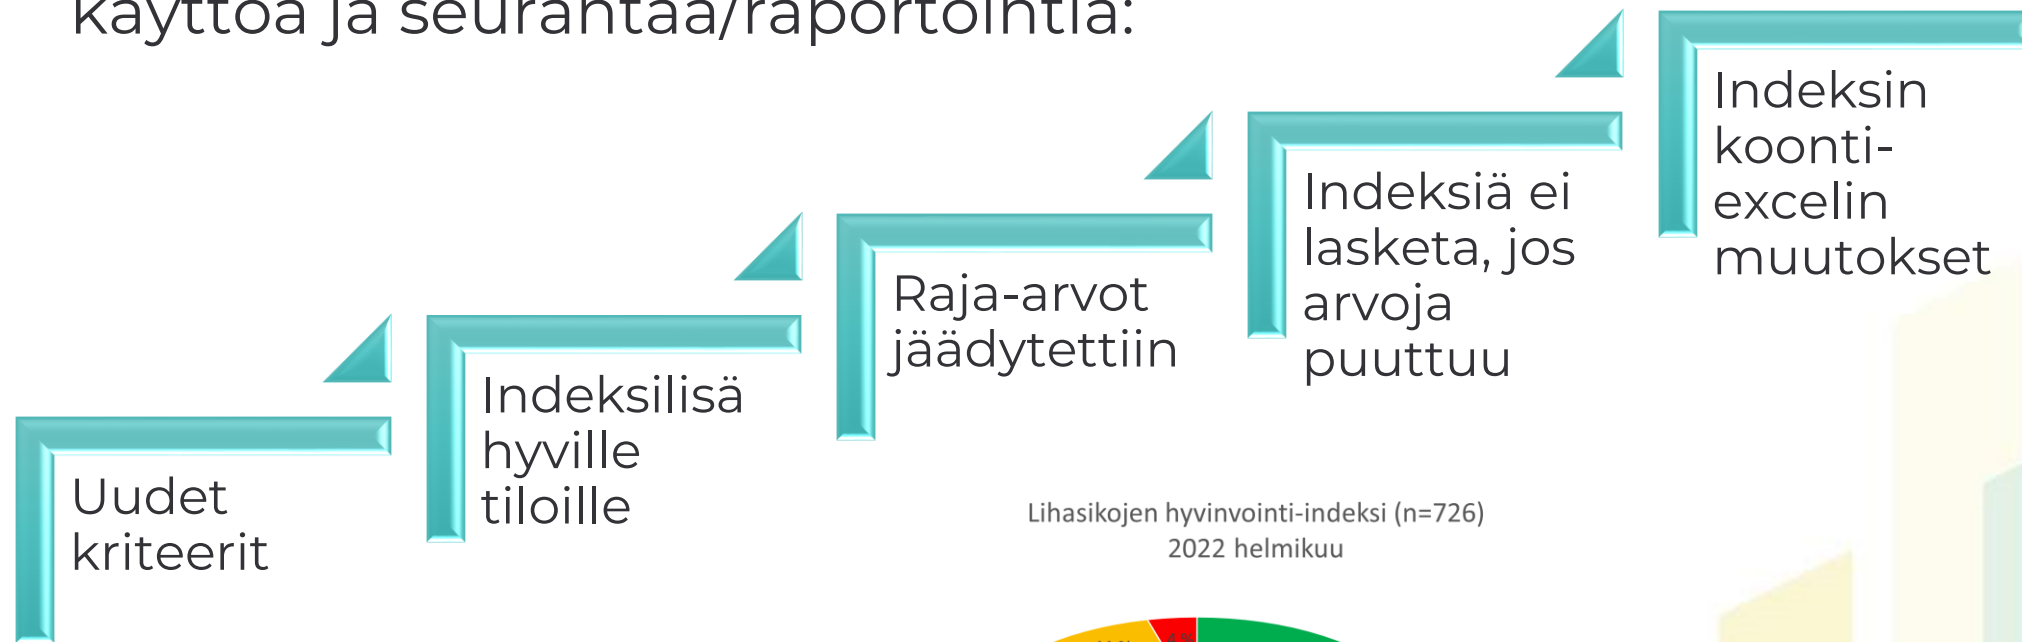 käyttöä ja seurantaa/raportointia:
Uudet
kriteerit
Indeksilisä
hyville
tiloille
Raja-arvot
jäädytettiin
Indeksiä ei
lasketa, jos
arvoja
puuttuu
Indeksin
koonti-
excelin
muutokset
Lihasikojen hyvinvointi-indeksi (n=726)
2022 helmikuu
4 %